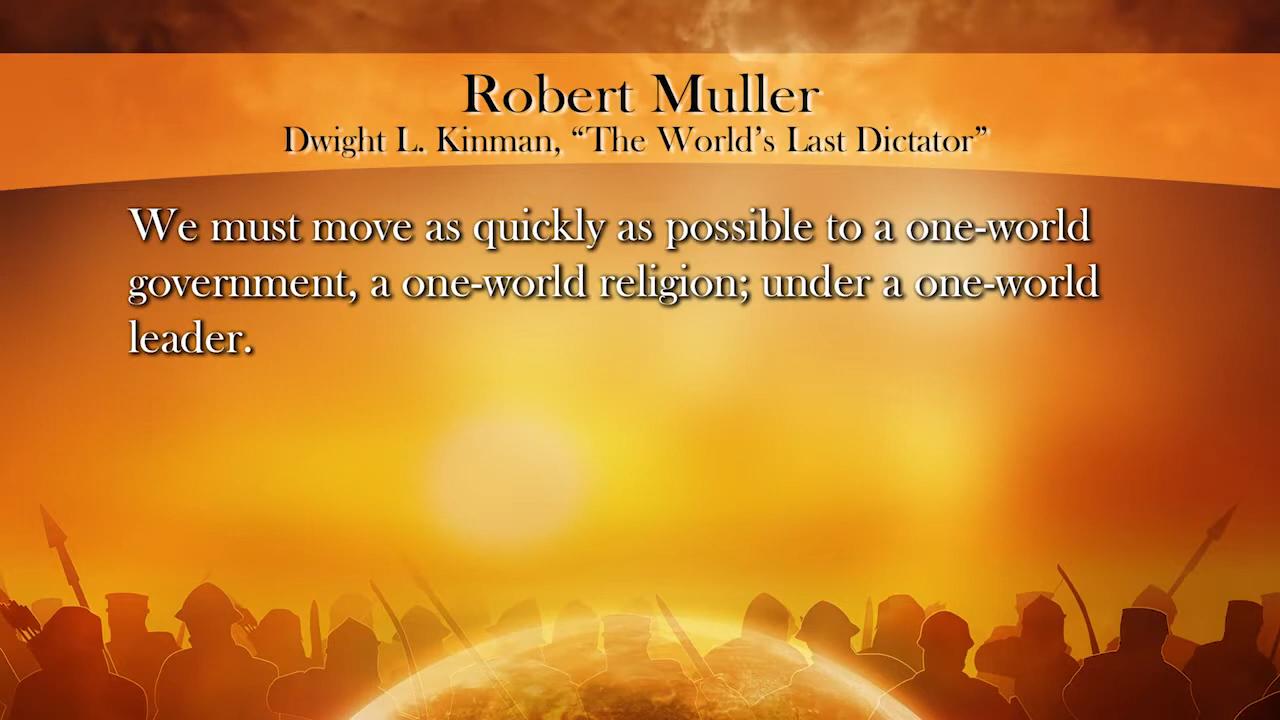 Robert Muller
Dwight L. Kinman, “The World’s Last Dictator”
We must move as quickly as possible to a one-world
government, a one-world religion; under a one-world
leader.